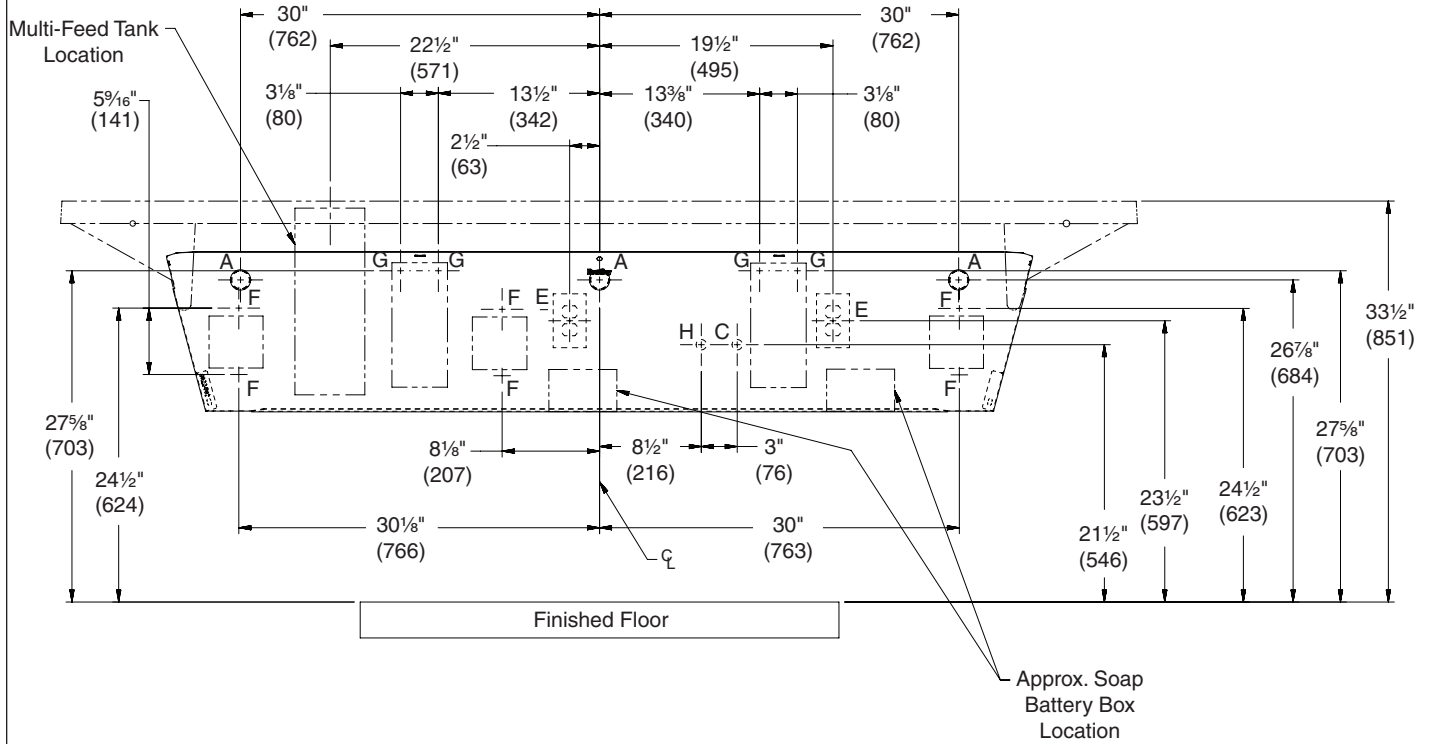 30"
(762)
30"
(762)
Multi-Feed Tank
Location
22½"
(571)
19½"
(495)
5⁹⁄₁₆"
(141)
3⅛"
(80)
13½"
(342)
13⅜"
(340)
3⅛"
(80)
2½"
(63)
A
G
G
A
G
G
A
F
F
E
E
F
H
C
F
F
F
33½"
(851)
26⅞"
(684)
27⅝"
(703)
27⅝"
(703)
24½"
(624)
8⅛"
(207)
8½"
(216)
3"
(76)
24½"
(623)
23½"
(597)
21½"
(546)
30⅛"
(766)
30"
(763)
℄
Finished Floor
Approx. Soap
Battery Box
Location